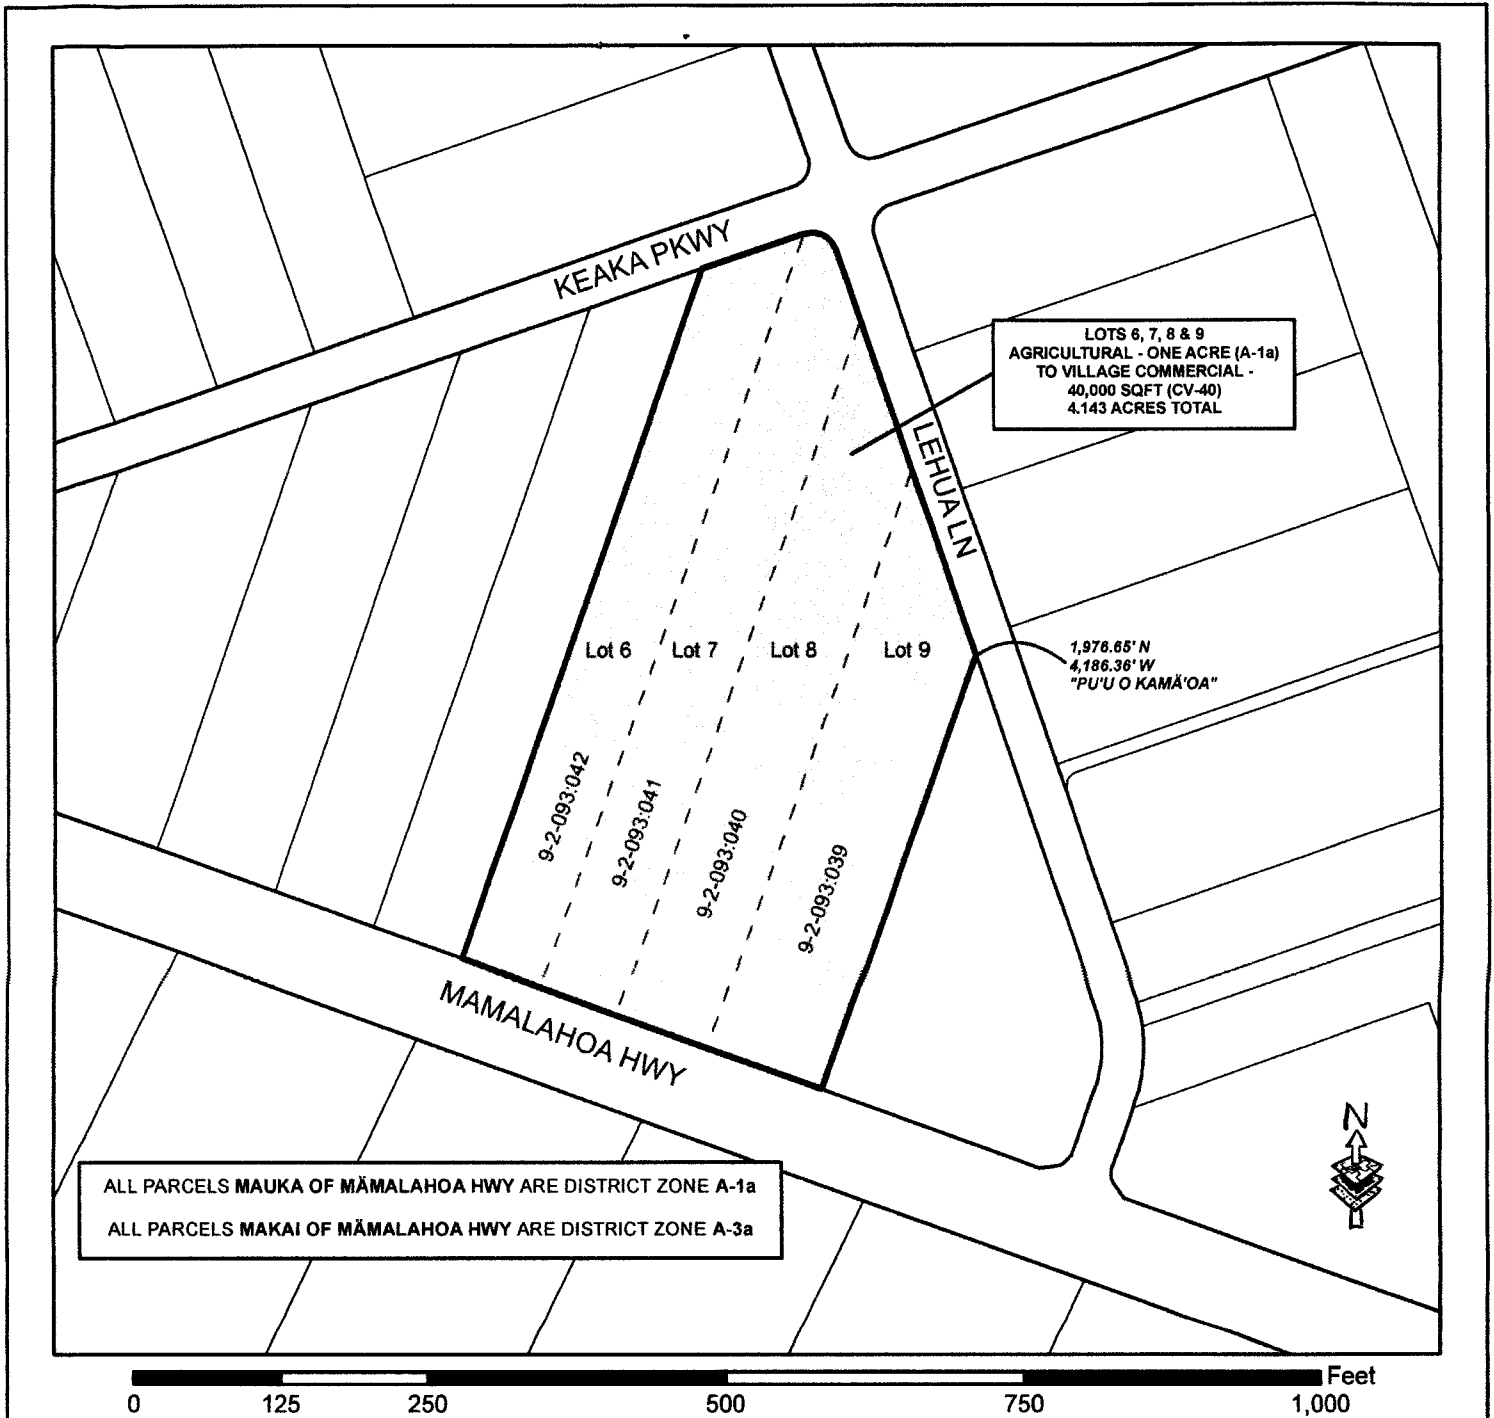 KEAKA PKWY
LOTS 6, 7, 8 & 9
AGRICULTURAL - ONE ACRE (A-1a)
TO VILLAGE COMMERCIAL -
40,000 SQFT (CV-40)
4.143 ACRES TOTAL
LEHUA LN
Lot 6
Lot 7
Lot 8
Lot 9
1,976.65' N
4,186.36' W
"PU'U O KAMÄ'OA"
9-2-093:042
9-2-093:041
9-2-093:040
9-2-093:039
MAMALAHOA HWY
N
ALL PARCELS MAUKA OF MÄMALAHOA HWY ARE DISTRICT ZONE A-1a
ALL PARCELS MAKAI OF MÄMALAHOA HWY ARE DISTRICT ZONE A-3a
Feet
0 125 250 500 750 1,000